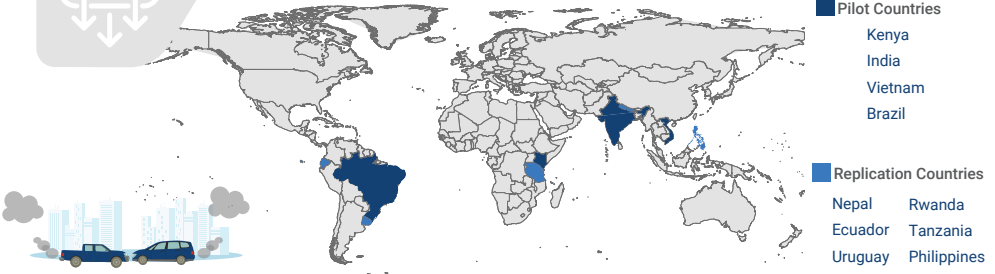 Pilot Countries
Kenya
India
Vietnam
Brazil
Replication Countries
Nepal Rwanda
Ecuador Tanzania
Uruguay Philippines